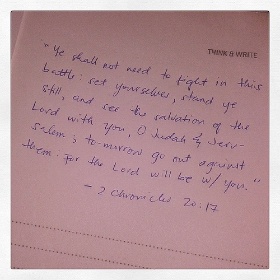 THINK & WRITE
"Ye shall not need to fight in this
battle: set yourselves, stand ye
still, and see the salvation of the
Lord with you, O Judah & Jeru-
salem; to-morrow go out against
them: for the Lord will be w/ you."
- 2 Chronicles 20:17